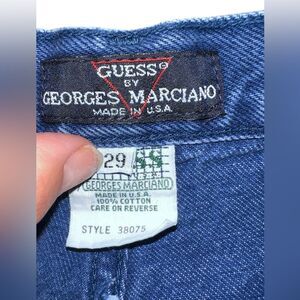 GUESS®
BY
GEORGES MARCIANO
MADE IN U.S.A.
29
GEORGES MARCIANO
MADE IN U.S.A.
100% COTTON
CARE ON REVERSE
STYLE 38075